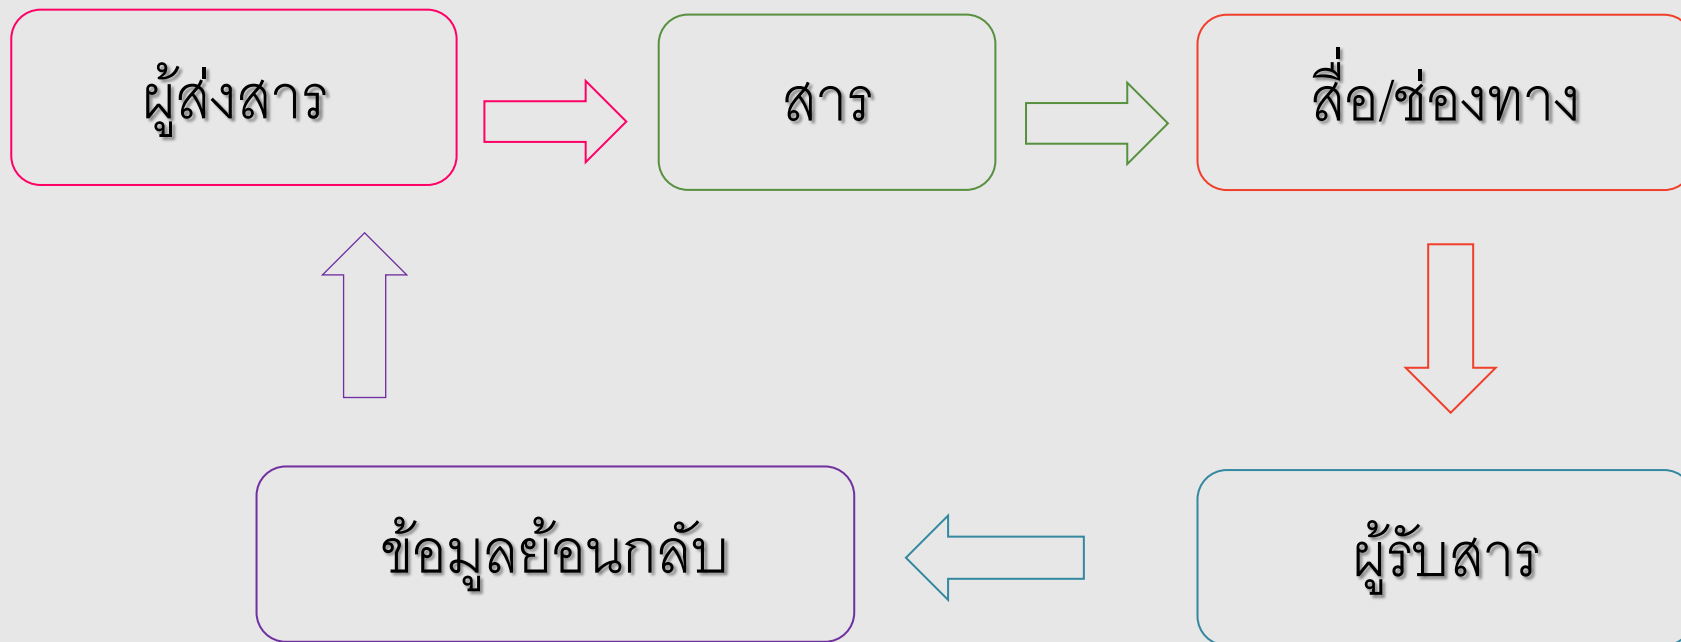 ผู้ส่งสาร
สาร
สื่อ/ช่องทาง
ผู้รับสาร
ข้อมูลย้อนกลับ